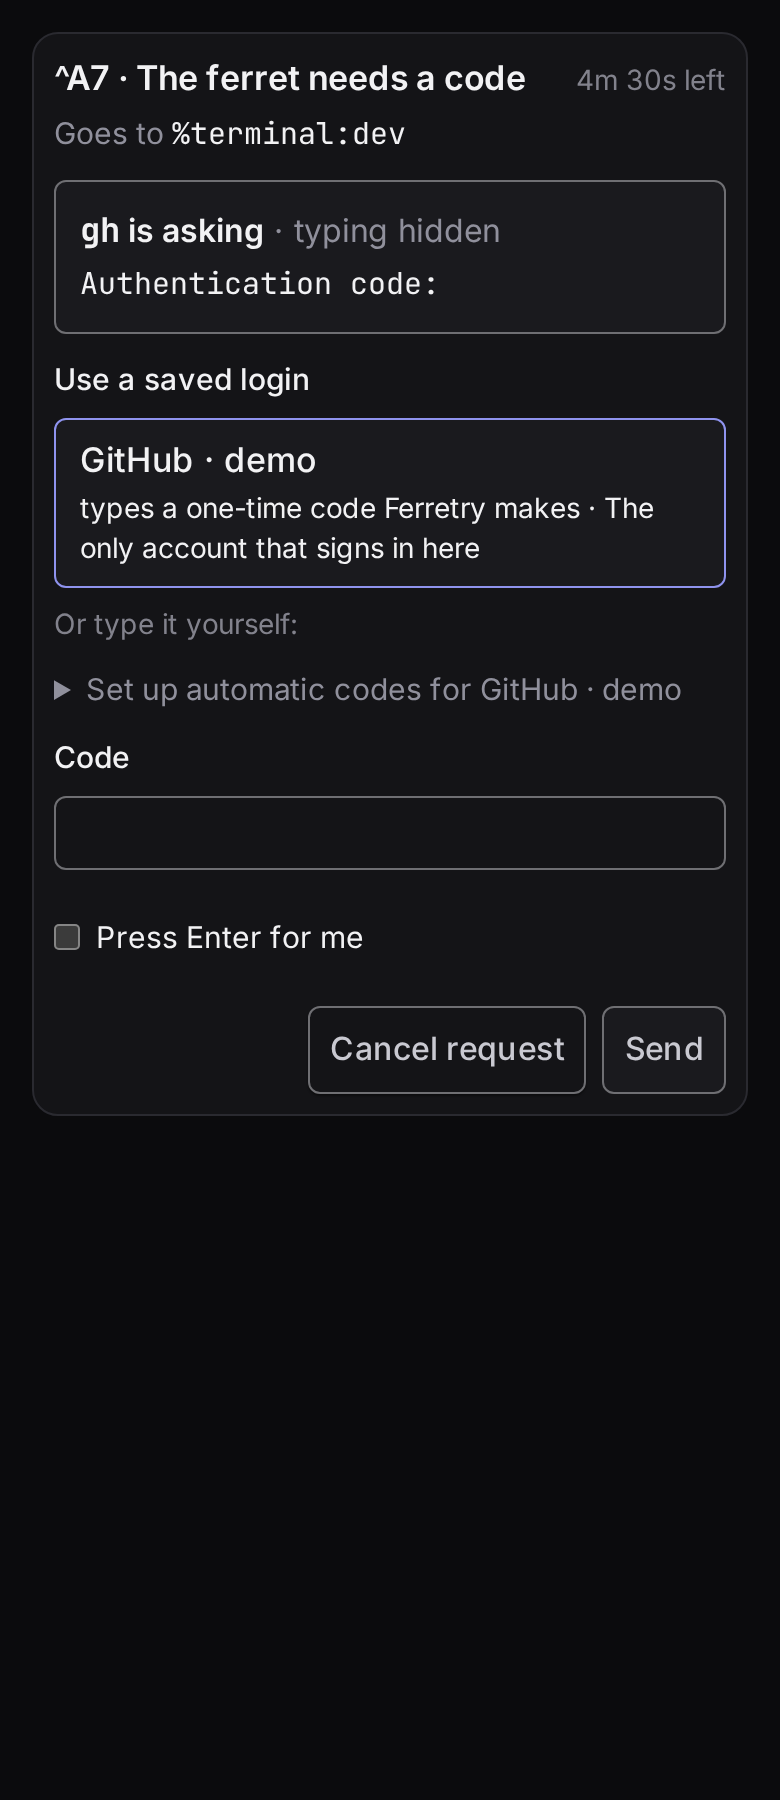 ^A7 · The ferret needs a code
4m 30s left
Goes to %terminal:dev
gh is asking · typing hidden
Authentication code:
Use a saved login
GitHub · demo
types a one-time code Ferretry makes · The
only account that signs in here
Or type it yourself:
▶ Set up automatic codes for GitHub · demo
Code
Press Enter for me
Cancel request
Send